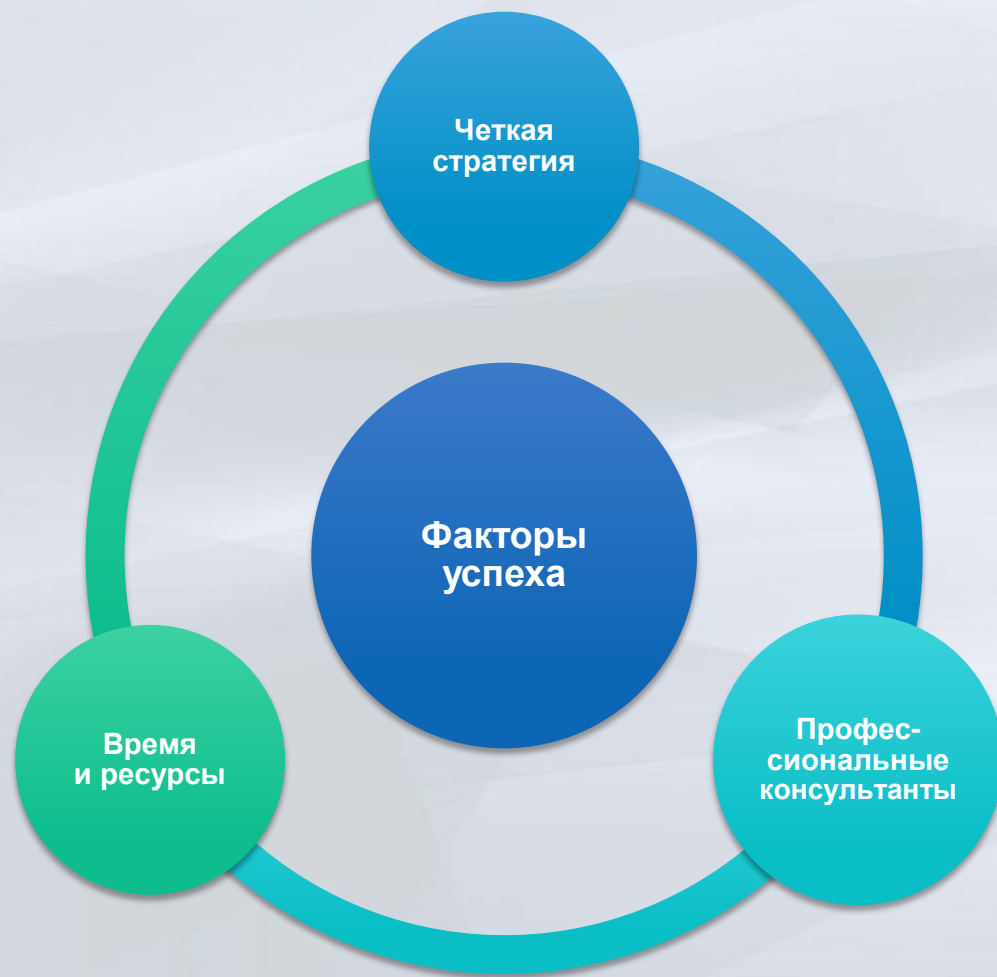 Четкая
стратегия
Факторы
успеха
Время
и ресурсы
Профес-
сиональные
консультанты